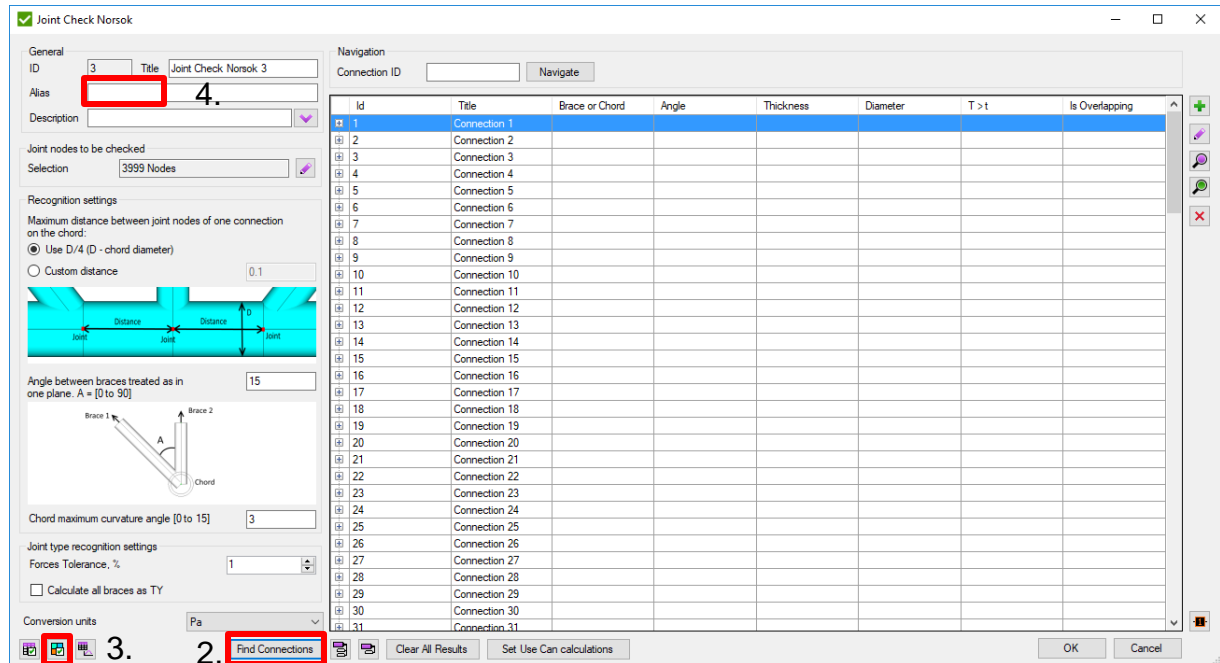 Joint Check Norsok
General
ID 3 Title Joint Check Norsok 3
Alias 4.
Description
Joint nodes to be checked
Selection 3999 Nodes
Recognition settings
Maximum distance between joint nodes of one connection
on the chord:
Use D/4 (D - chord diameter)
Custom distance 0.1
D
Distance Distance
Joint Joint Joint
Angle between braces treated as in 15
one plane. A = [0 to 90]
Brace 1 Brace 2
A
Chord
Chord maximum curvature angle [0 to 15] 3
Joint type recognition settings
Forces Tolerance, % 1
Calculate all braces as TY
Conversion units Pa
3. 2. Find Connections Clear All Results Set Use Can calculations OK Cancel
Navigation
Connection ID Navigate
Id Title Brace or Chord Angle Thickness Diameter T > t Is Overlapping
1 Connection 1
2 Connection 2
3 Connection 3
4 Connection 4
5 Connection 5
6 Connection 6
7 Connection 7
8 Connection 8
9 Connection 9
10 Connection 10
11 Connection 11
12 Connection 12
13 Connection 13
14 Connection 14
15 Connection 15
16 Connection 16
17 Connection 17
18 Connection 18
19 Connection 19
20 Connection 20
21 Connection 21
22 Connection 22
23 Connection 23
24 Connection 24
25 Connection 25
26 Connection 26
27 Connection 27
28 Connection 28
29 Connection 29
30 Connection 30
31 Connection 31